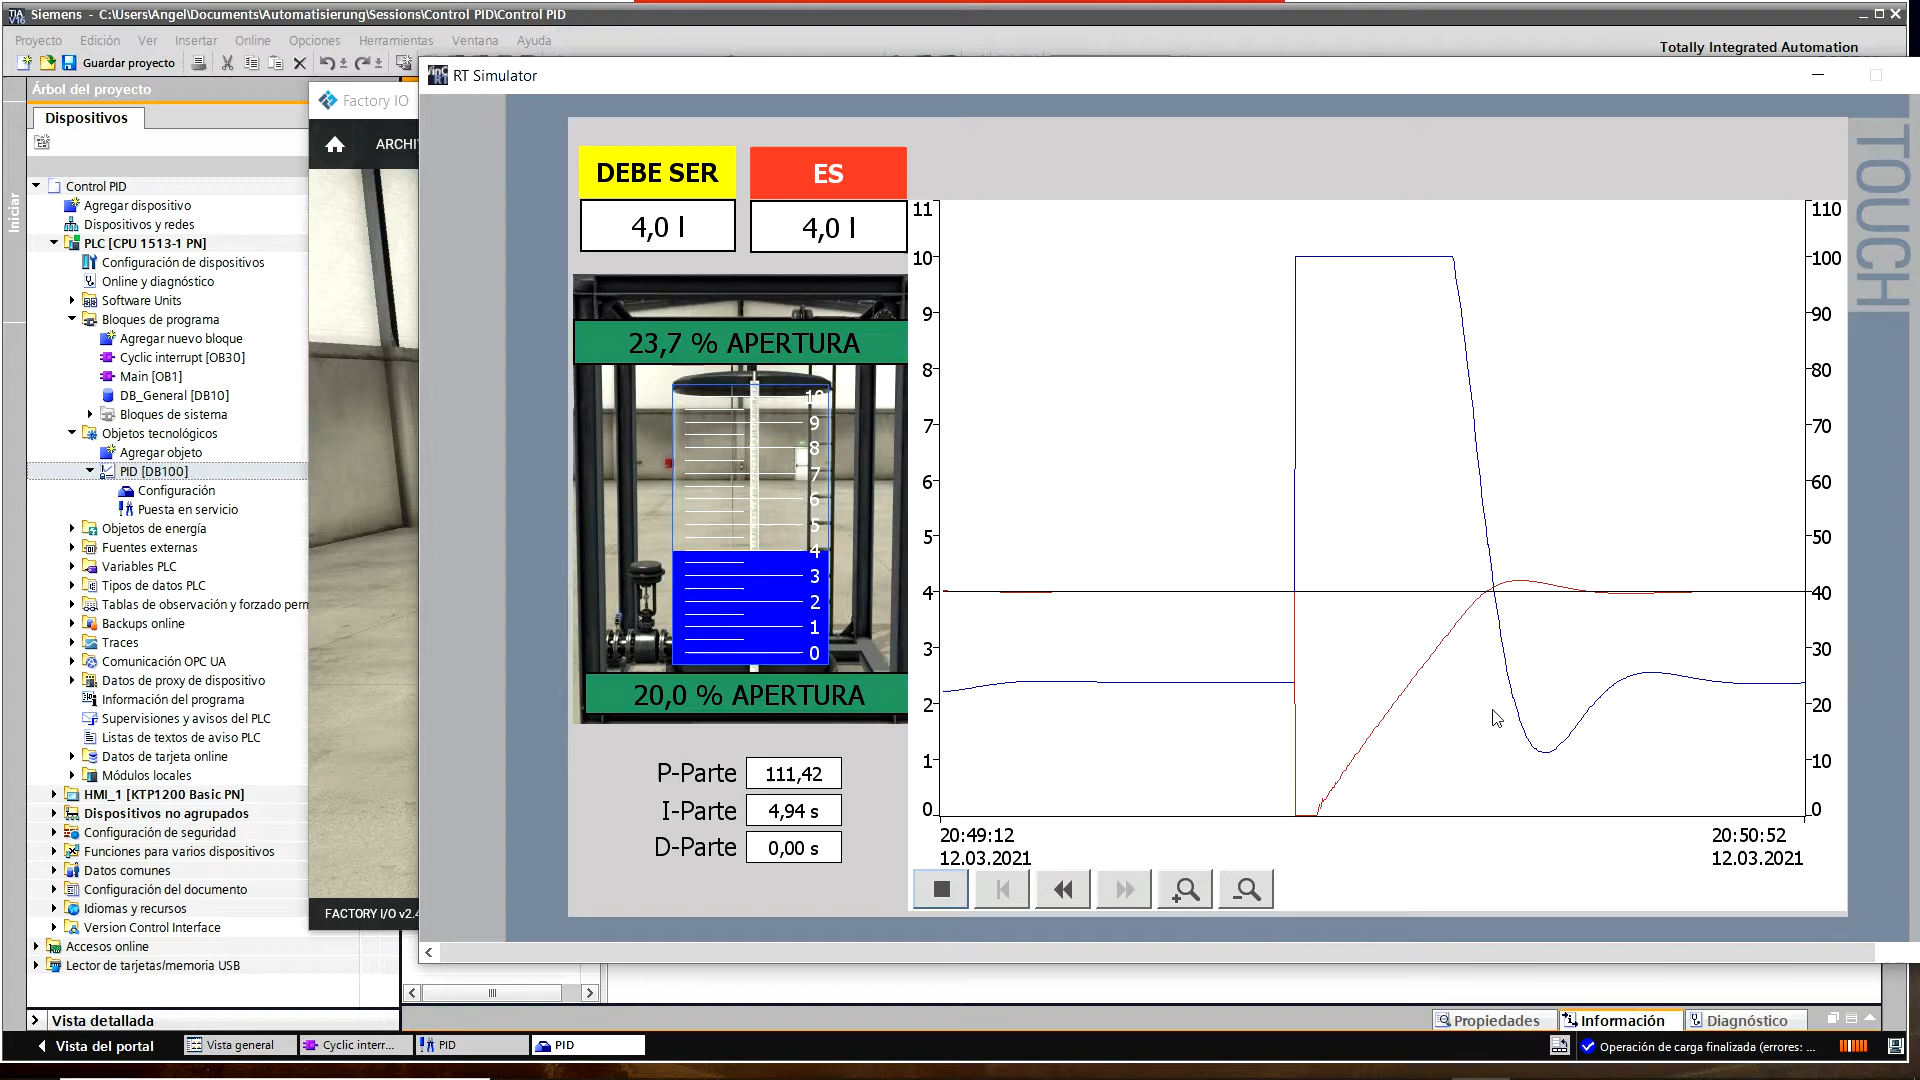 Siemens - C:\Users\Angel\Documents\Automatisierung\Sessions\Control PID\Control PID
Proyecto Edición Ver Insertar Online Opciones Herramientas Ventana Ayuda
Totally Integrated Automation
Guardar proyecto
Árbol del proyecto
Dispositivos
Iniciar
Control PID
Agregar dispositivo
Dispositivos y redes
PLC [CPU 1513-1 PN]
Configuración de dispositivos
Online y diagnóstico
Software Units
Bloques de programa
Agregar nuevo bloque
Cyclic interrupt [OB30]
Main [OB1]
DB_General [DB10]
Bloques de sistema
Objetos tecnológicos
Agregar objeto
PID [DB100]
Configuración
Puesta en servicio
Objetos de energía
Fuentes externas
Variables PLC
Tipos de datos PLC
Tablas de observación y forzado perm
Backups online
Traces
Comunicación OPC UA
Datos de proxy de dispositivo
Información del programa
Supervisiones y avisos del PLC
Listas de textos de aviso PLC
Datos de tarjeta online
Módulos locales
HMI_1 [KTP1200 Basic PN]
Dispositivos no agrupados
Configuración de seguridad
Funciones para varios dispositivos
Datos comunes
Configuración del documento
Idiomas y recursos
Version Control Interface
Accesos online
Lector de tarjetas/memoria USB
Vista detallada
Factory IO
ARCHI
FACTORY I/O v2.4
RT Simulator
TOUCH
DEBE SER
ES
4,0 l
4,0 l
23,7 % APERTURA
10
9
8
7
6
5
4
3
2
1
0
20,0 % APERTURA
P-Parte 111,42
I-Parte 4,94 s
D-Parte 0,00 s
11
10
9
8
7
6
5
4
3
2
1
0
110
100
90
80
70
60
50
40
30
20
10
0
20:49:12
12.03.2021
20:50:52
12.03.2021
Propiedades
Información
Diagnóstico
Vista del portal
Vista general
Cyclic interr...
PID
PID
Operación de carga finalizada (errores: ...